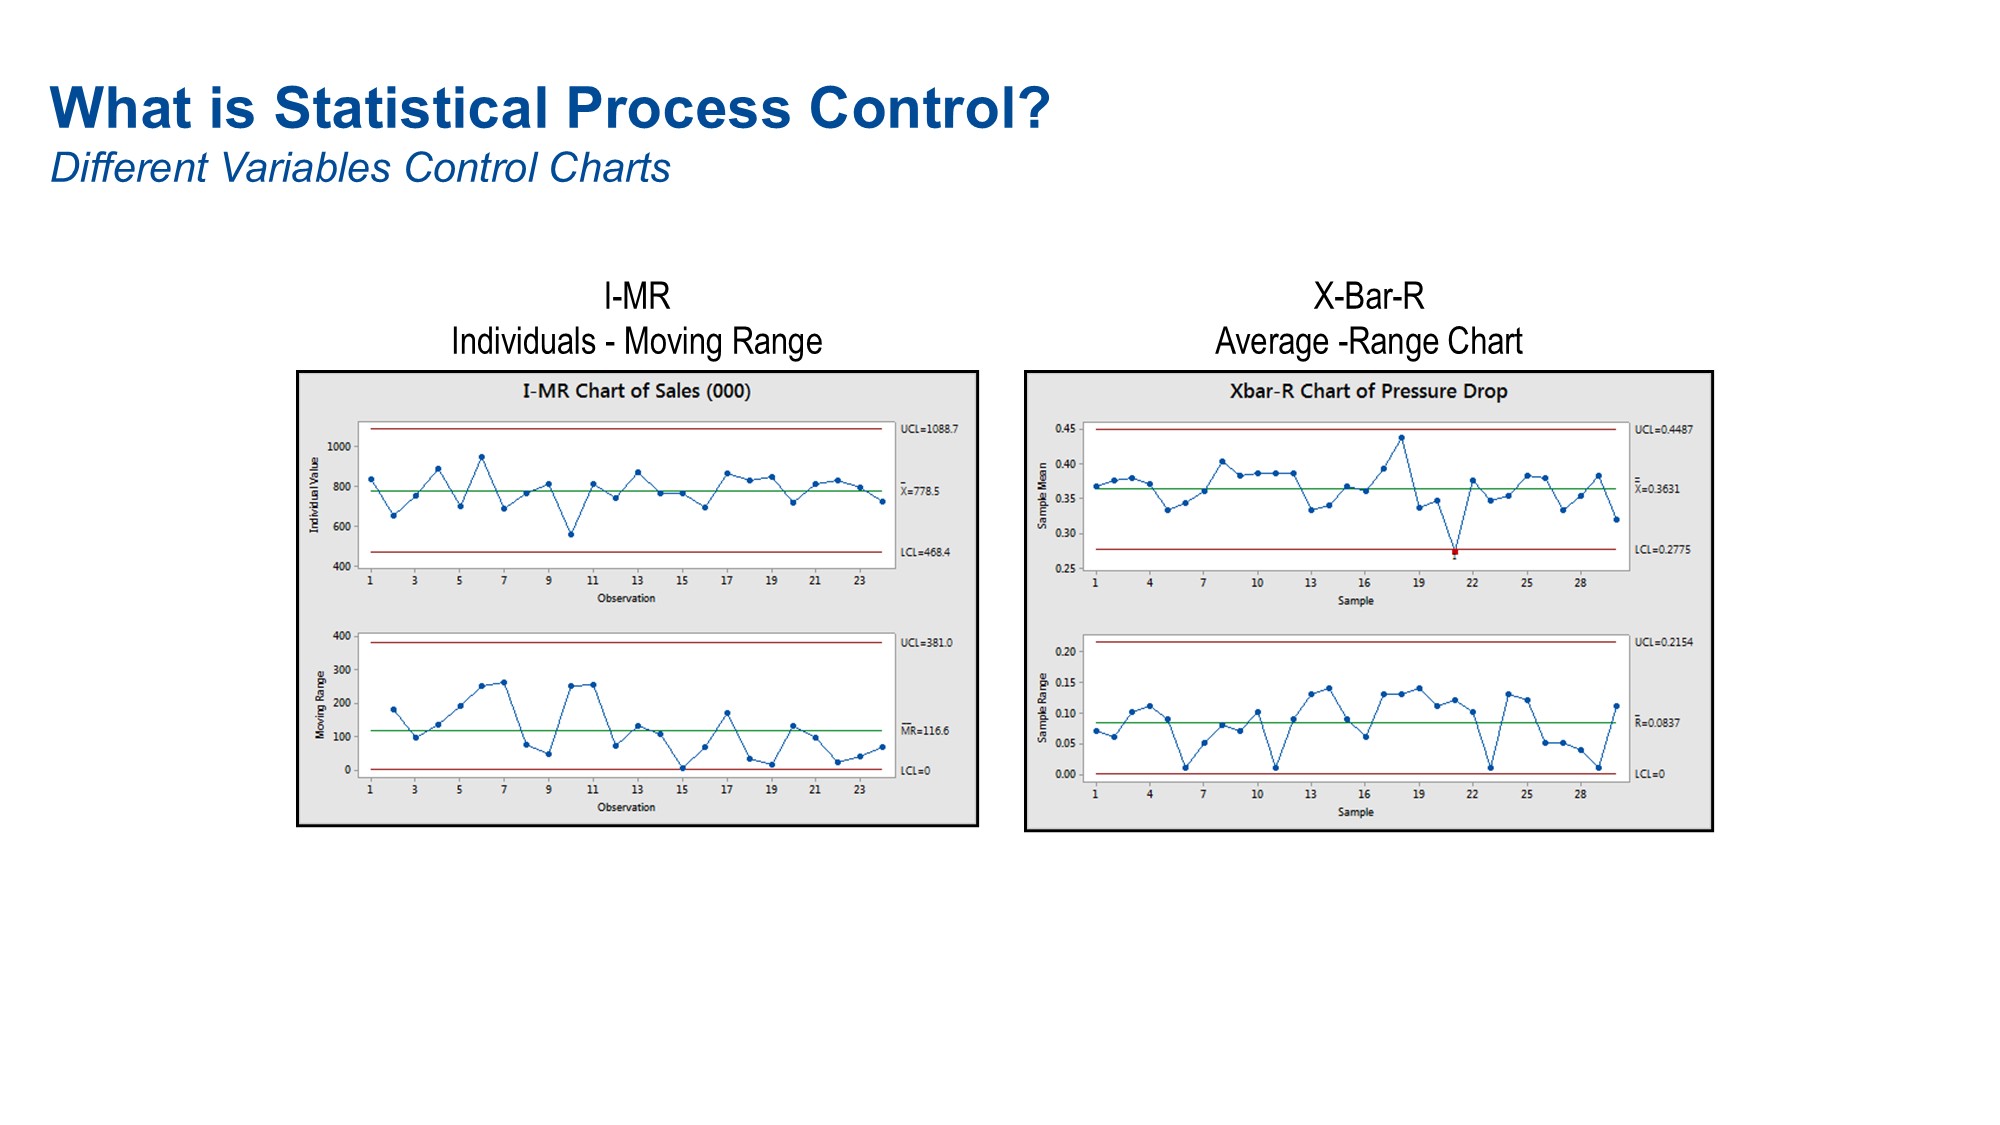 What is Statistical Process Control?
Different Variables Control Charts
I-MR
Individuals - Moving Range
I-MR Chart of Sales (000)
Individual Value
1000
800
600
400
UCL=1088.7
X̄=778.5
LCL=468.4
1 3 5 7 9 11 13 15 17 19 21 23
Observation
Moving Range
400
300
200
100
0
UCL=381.0
M̅R̅=116.6
LCL=0
1 3 5 7 9 11 13 15 17 19 21 23
Observation
X-Bar-R
Average -Range Chart
Xbar-R Chart of Pressure Drop
Sample Mean
0.45
0.40
0.35
0.30
0.25
UCL=0.4487
X̿=0.3631
LCL=0.2775
1
1 4 7 10 13 16 19 22 25 28
Sample
Sample Range
0.20
0.15
0.10
0.05
0.00
UCL=0.2154
R̄=0.0837
LCL=0
1 4 7 10 13 16 19 22 25 28
Sample